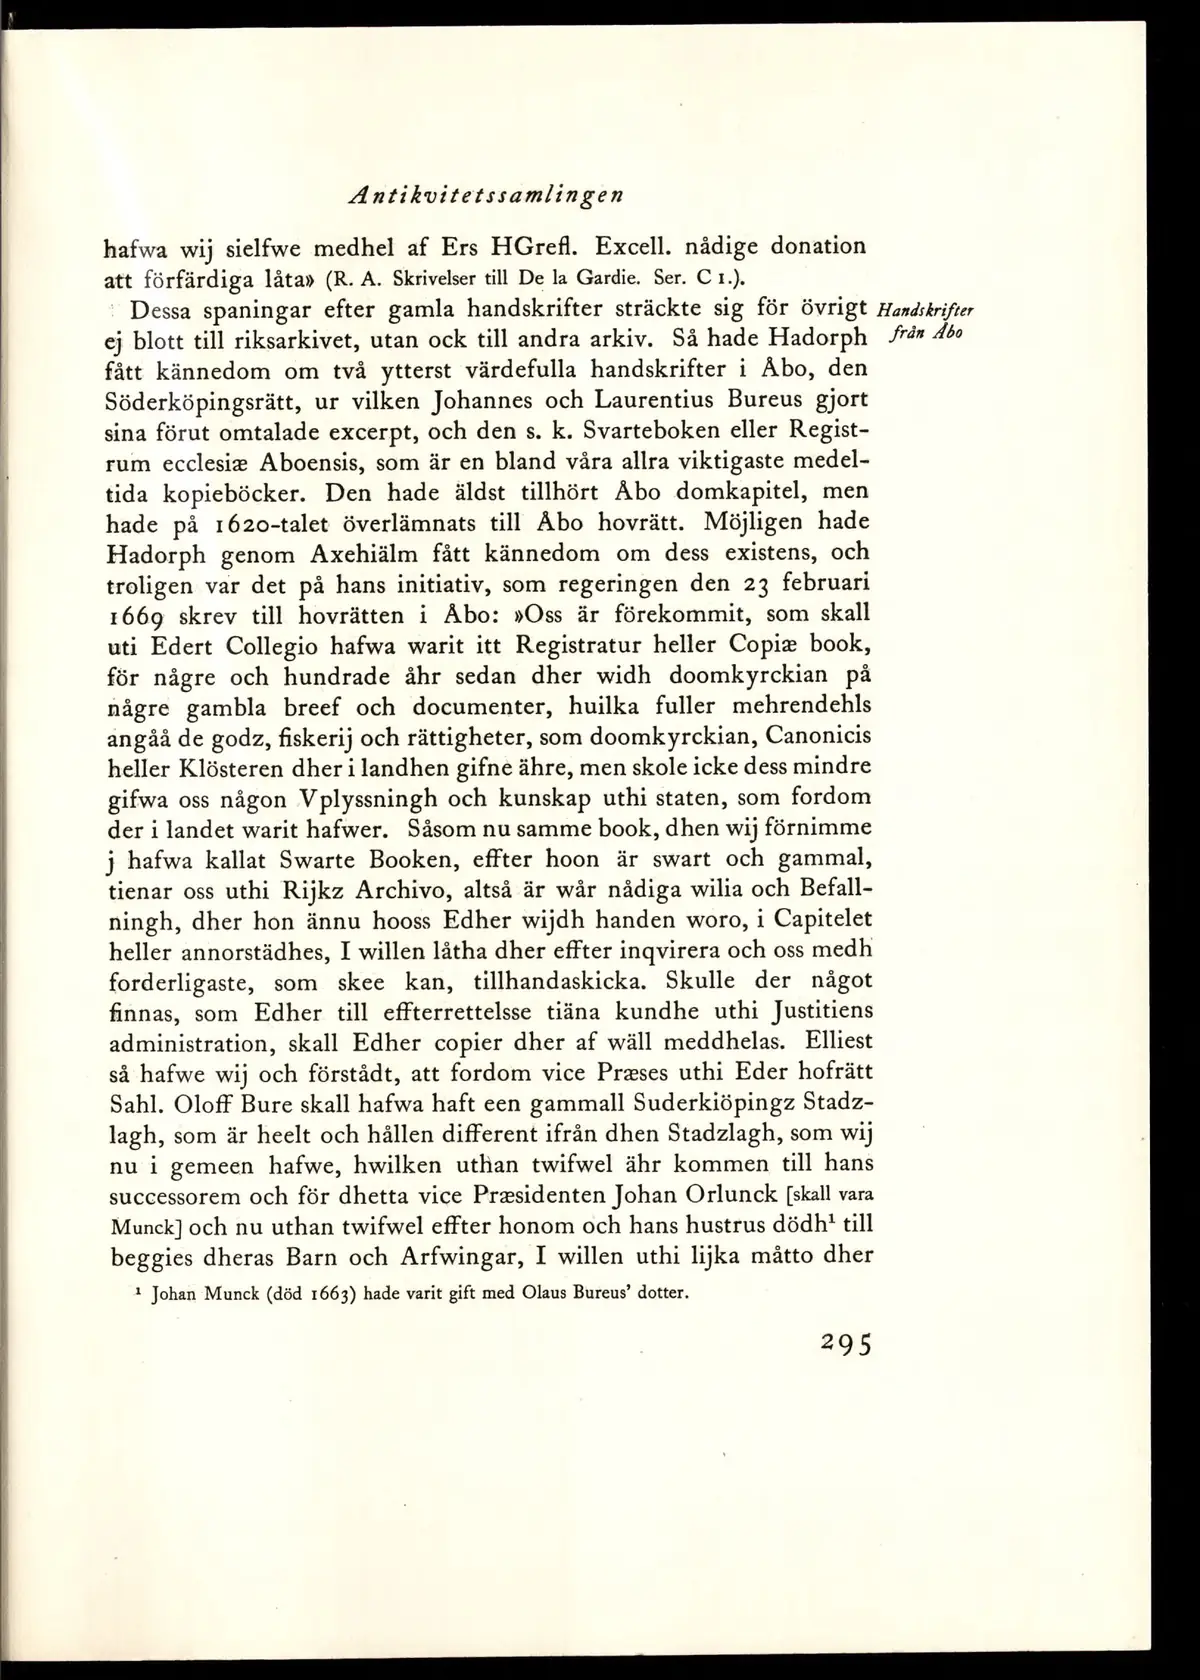 Antikvitetssamlingen
hafwa wij sielfwe medhel af Ers HGrefl. Excell. nådige donation
att förfärdiga låta» (R. A. Skrivelser till De la Gardie. Ser. C 1.).
Dessa spaningar efter gamla handskrifter sträckte sig för övrigt
Handskrifter
från Åbo
ej blott till riksarkivet, utan ock till andra arkiv. Så hade Hadorph
fått kännedom om två ytterst värdefulla handskrifter i Åbo, den
Söderköpingsrätt, ur vilken Johannes och Laurentius Bureus gjort
sina förut omtalade excerpt, och den s. k. Svarteboken eller Regist-
rum ecclesiæ Aboensis, som är en bland våra allra viktigaste medel-
tida kopieböcker. Den hade äldst tillhört Åbo domkapitel, men
hade på 1620-talet överlämnats till Åbo hovrätt. Möjligen hade
Hadorph genom Axehiälm fått kännedom om dess existens, och
troligen var det på hans initiativ, som regeringen den 23 februari
1669 skrev till hovrätten i Åbo: »Oss är förekommit, som skall
uti Edert Collegio hafwa warit itt Registratur heller Copiæ book,
för någre och hundrade åhr sedan dher widh doomkyrckian på
någre gambla breef och documenter, huilka fuller mehrendehls
angåå de godz, fiskerij och rättigheter, som doomkyrckian, Canonicis
heller Klösteren dher i landhen gifne ähre, men skole icke dess mindre
gifwa oss någon Vplyssningh och kunskap uthi staten, som fordom
der i landet warit hafwer. Såsom nu samme book, dhen wij förnimme
j hafwa kallat Swarte Booken, effter hoon är swart och gammal,
tienar oss uthi Rijkz Archivo, altså är wår nådiga wilia och Befall-
ningh, dher hon ännu hooss Edher wijdh handen woro, i Capitelet
heller annorstädhes, I willen låtha dher effter inqvirera och oss medh
forderligaste, som skee kan, tillhandaskicka. Skulle der något
finnas, som Edher till effterrettelsse tiäna kundhe uthi Justitiens
administration, skall Edher copier dher af wäll meddhelas. Elliest
så hafwe wij och förstådt, att fordom vice Præses uthi Eder hofrätt
Sahl. Oloff Bure skall hafwa haft een gammall Suderkiöpingz Stadz-
lagh, som är heelt och hållen different ifrån dhen Stadzlagh, som wij
nu i gemeen hafwe, hwilken uthan twifwel ähr kommen till hans
successorem och för dhetta vice Præsidenten Johan Orlunck [skall vara
Munck] och nu uthan twifwel effter honom och hans hustrus dödh¹ till
beggies dheras Barn och Arfwingar, I willen uthi lijka måtto dher
¹ Johan Munck (död 1663) hade varit gift med Olaus Bureus’ dotter.
295